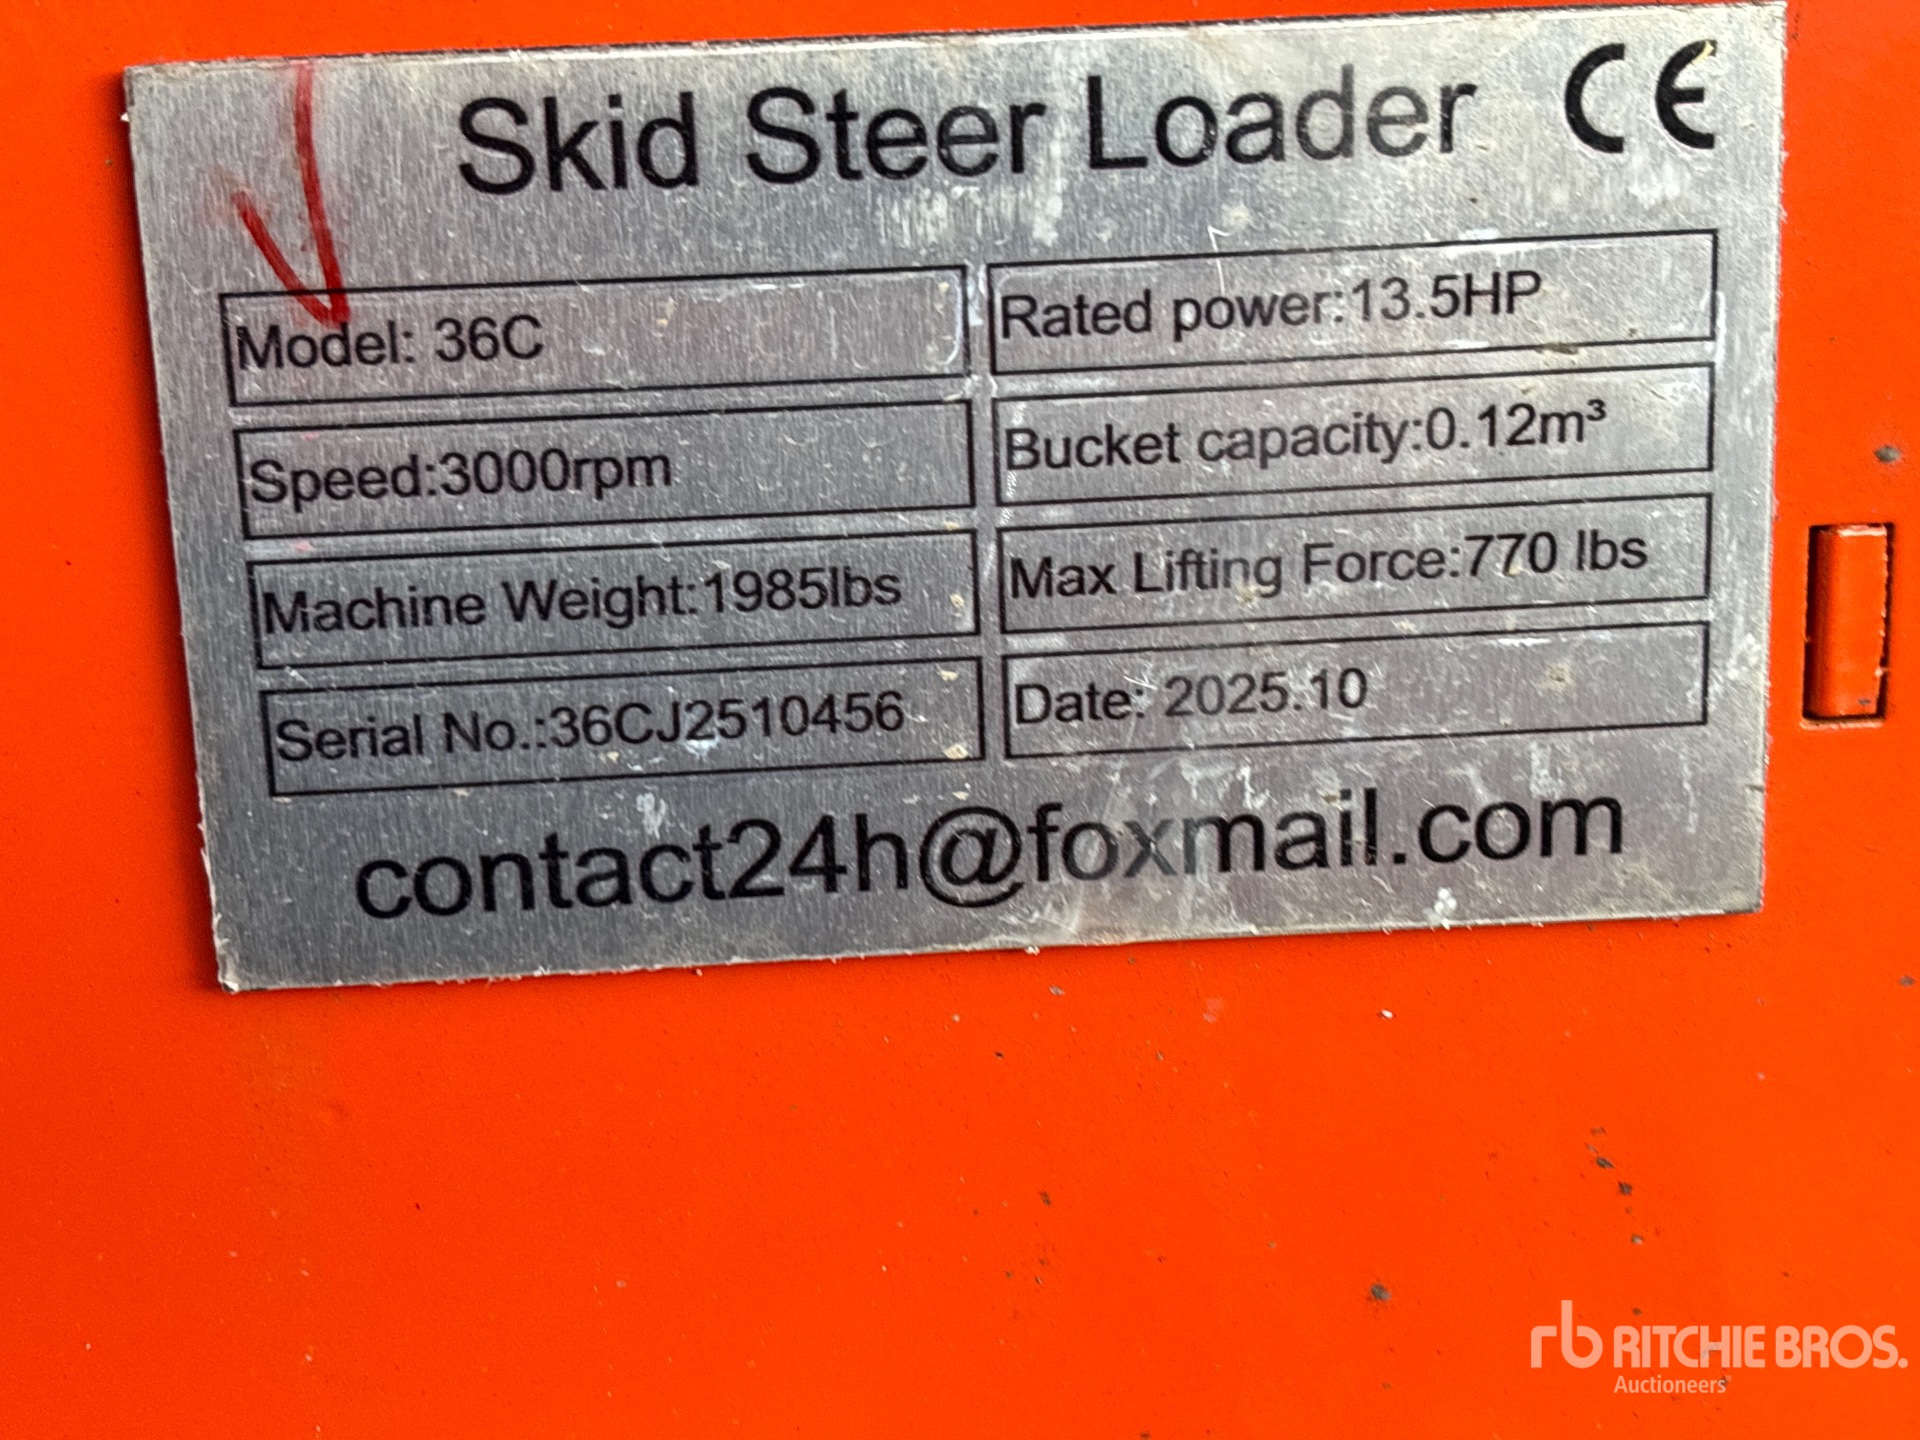 Skid Steer Loader CE
Model: 36C
Rated power:13.5HP
Speed:3000rpm
Bucket capacity:0.12m³
Machine Weight:1985lbs
Max Lifting Force:770 lbs
Serial No.:36CJ2510456
Date: 2025.10
contact24h@foxmail.com
rb RITCHIE BROS.
Auctioneers